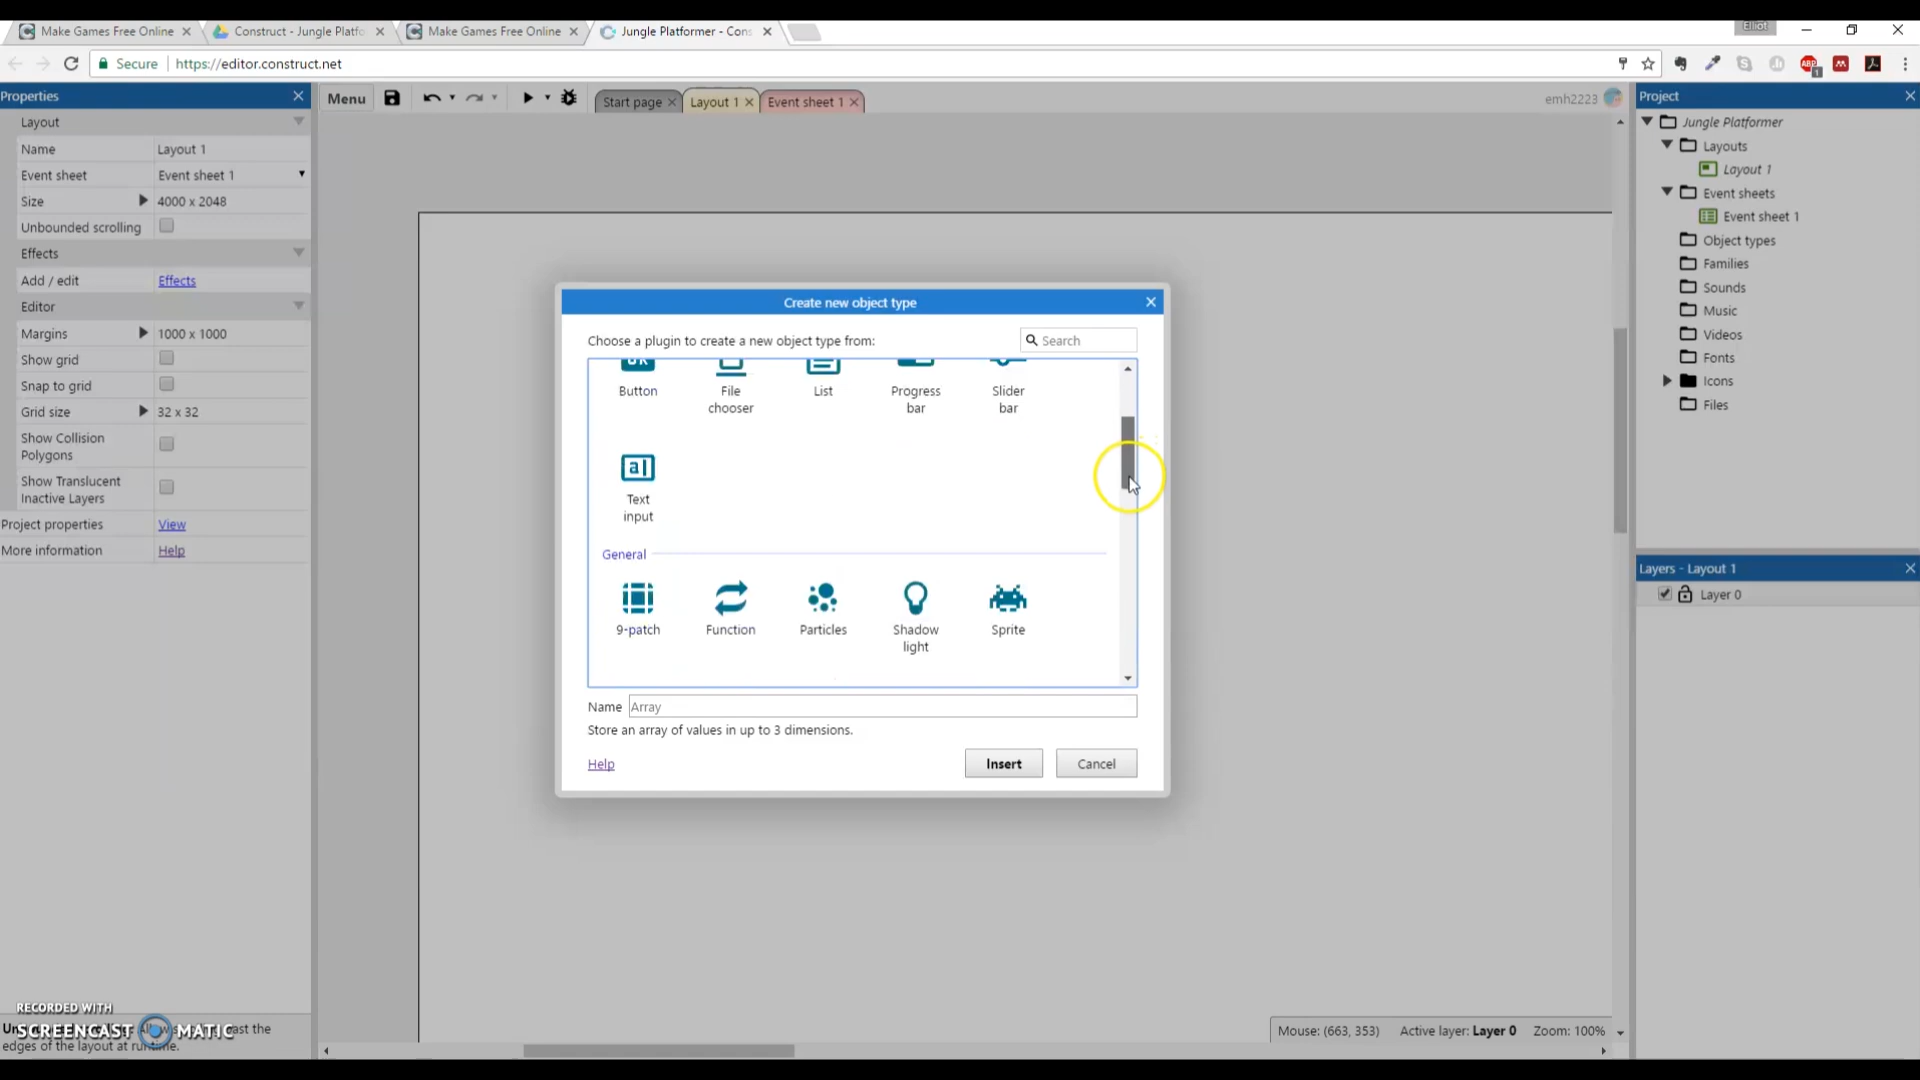 Elliot
Make Games Free Online
Construct - Jungle Platfo
Make Games Free Online
Jungle Platformer - Cons
Secure
https://editor.construct.net
Properties
Menu
Start page
Layout 1
Event sheet 1
emh2223
Project
Layout
Name
Layout 1
Event sheet
Event sheet 1
Size
4000 x 2048
Unbounded scrolling
Effects
Add / edit
Effects
Editor
Margins
1000 x 1000
Show grid
Snap to grid
Grid size
32 x 32
Show Collision
Polygons
Show Translucent
Inactive Layers
Project properties
View
More information
Help
Create new object type
Choose a plugin to create a new object type from:
Search
Button
File
chooser
List
Progress
bar
Slider
bar
Text
input
General
9-patch
Function
Particles
Shadow
light
Sprite
Name
Array
Store an array of values in up to 3 dimensions.
Help
Insert
Cancel
Jungle Platformer
Layouts
Layout 1
Event sheets
Event sheet 1
Object types
Families
Sounds
Music
Videos
Fonts
Icons
Files
Layers - Layout 1
Layer 0
RECORDED WITH
SCREENCAST MATIC
ast the
edges of the layout at runtime.
Mouse: (663, 353)
Active layer: Layer 0
Zoom: 100%